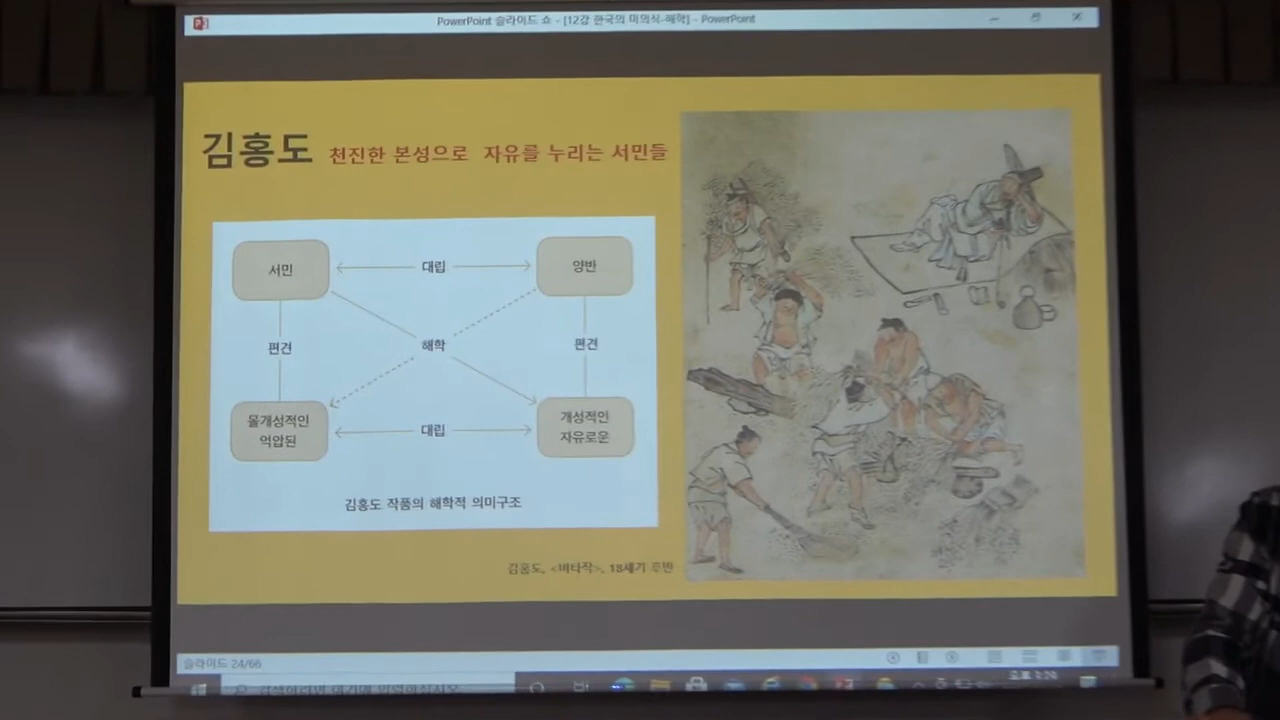 PowerPoint 슬라이드 쇼 - [12강 한국의 미의식-해학] - PowerPoint
김홍도 천진한 본성으로 자유를 누리는 서민들
서민
대립
양반
편견
해학
편견
몰개성적인
억압된
대립
개성적인
자유로운
김홍도 작품의 해학적 의미구조
김홍도, <벼타작>, 18세기 후반
슬라이드 24/66